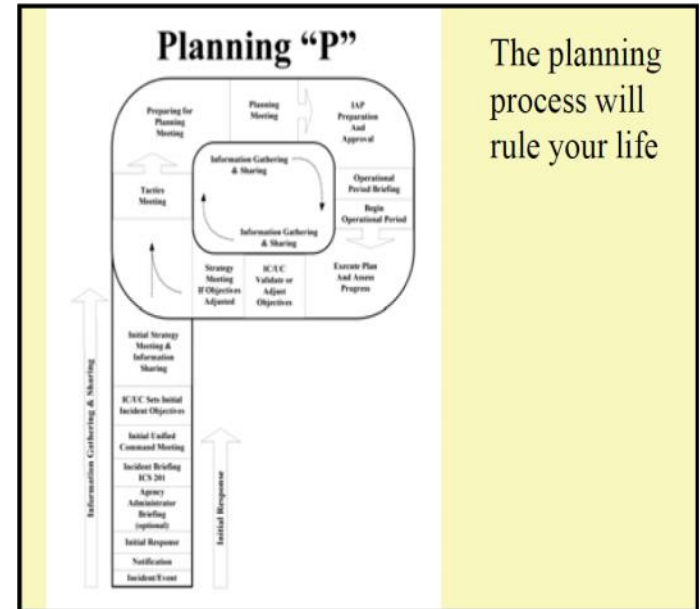 Planning “P”
The planning
process will
rule your life
Preparing for
Planning
Meeting
Planning
Meeting
IAP
Preparation
And
Approval
Tactics
Meeting
Information Gathering
& Sharing
Information Gathering
& Sharing
Operational
Period Briefing
Begin
Operational Period
Strategy
Meeting
If Objectives
Adjusted
IC/UC
Validate or
Adjust
Objectives
Execute Plan
And Assess
Progress
Initial Strategy
Meeting &
Information
Sharing
IC/UC Sets Initial
Incident Objectives
Initial Unified
Command Meeting
Incident Briefing
ICS 201
Agency
Administrator
Briefing
(optional)
Initial Response
Notification
Incident/Event
Information Gathering & Sharing
Initial Response